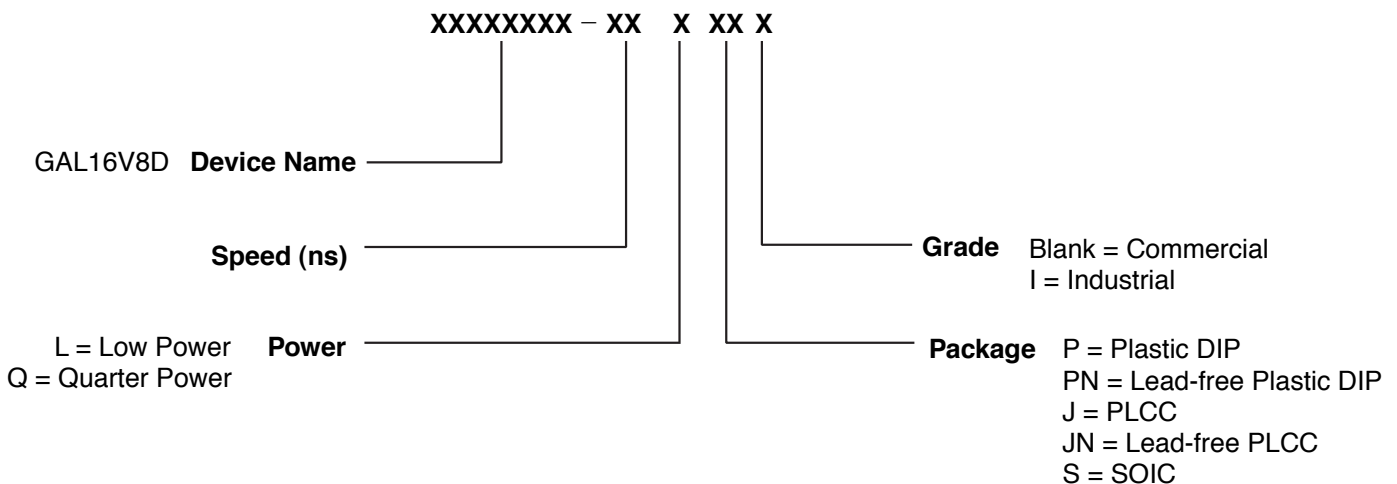 XXXXXXXX – XX X XX X
GAL16V8D Device Name
Speed (ns)
Grade Blank = Commercial
I = Industrial
L = Low Power Power
Q = Quarter Power
Package P = Plastic DIP
PN = Lead-free Plastic DIP
J = PLCC
JN = Lead-free PLCC
S = SOIC